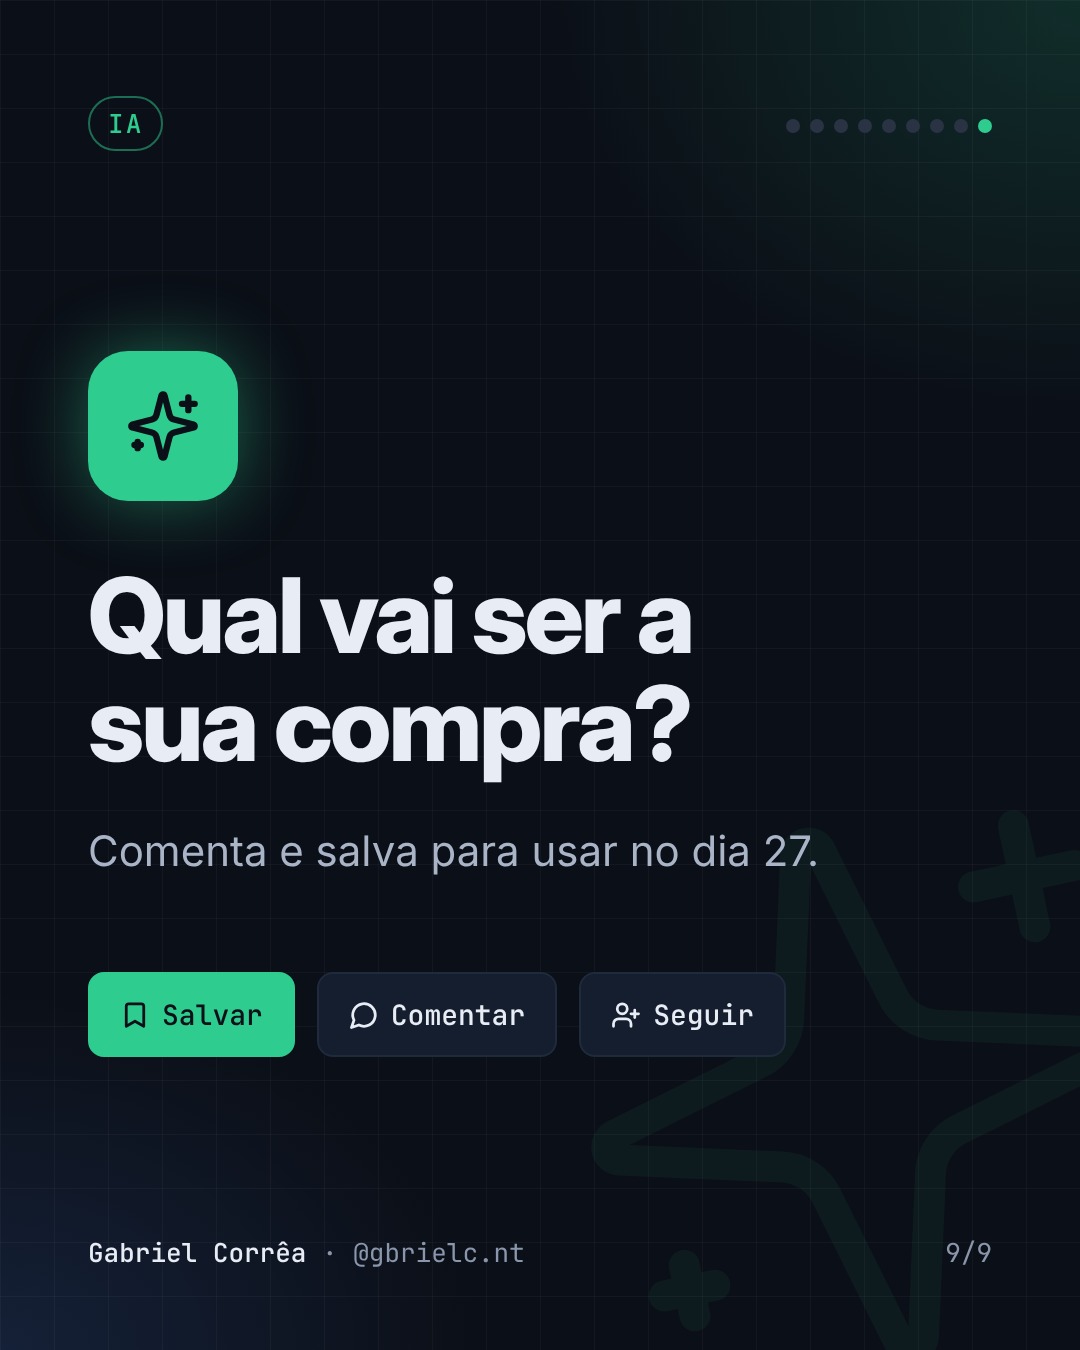 IA
Qual vai ser a
sua compra?
Comenta e salva para usar no dia 27.
Salvar
Comentar
Seguir
Gabriel Corrêa · @gbrielc.nt
9/9